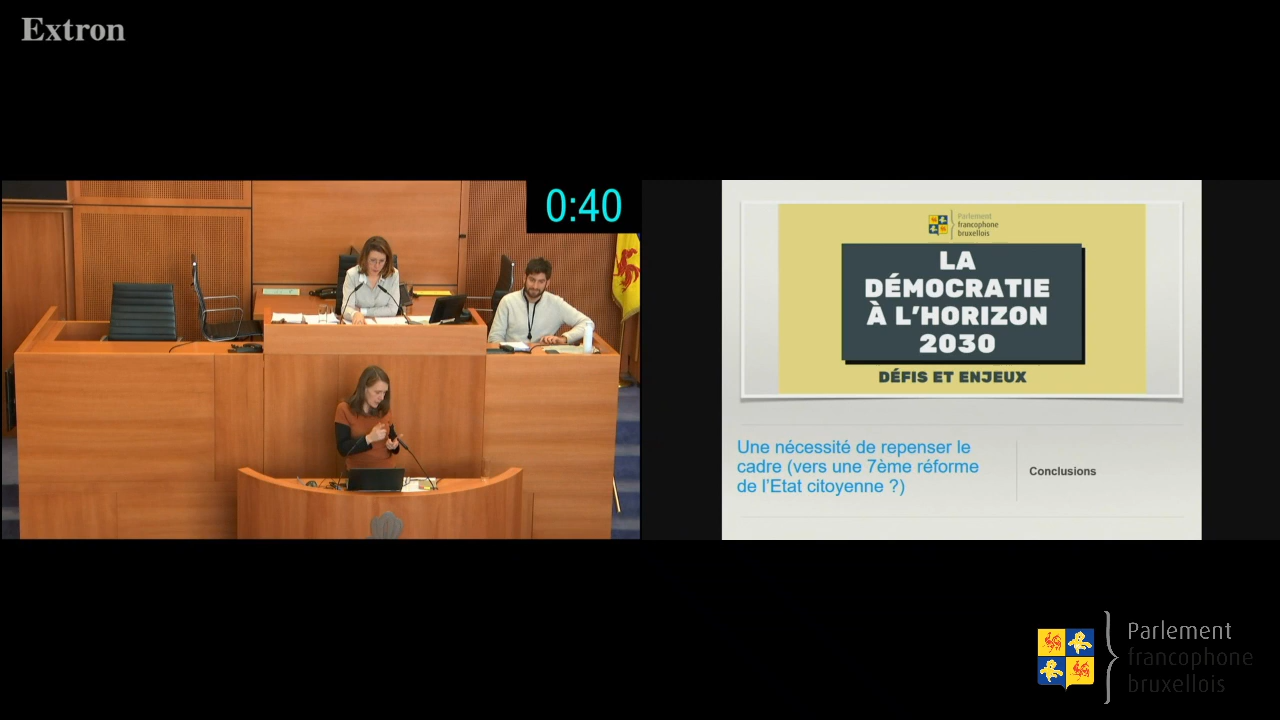 Extron
0:40
Parlement
francophone
bruxellois
LA
DÉMOCRATIE
À L'HORIZON
2030
DÉFIS ET ENJEUX
Une nécessité de repenser le
cadre (vers une 7ème réforme
de l'Etat citoyenne ?)
Conclusions
Parlement
francophone
bruxellois